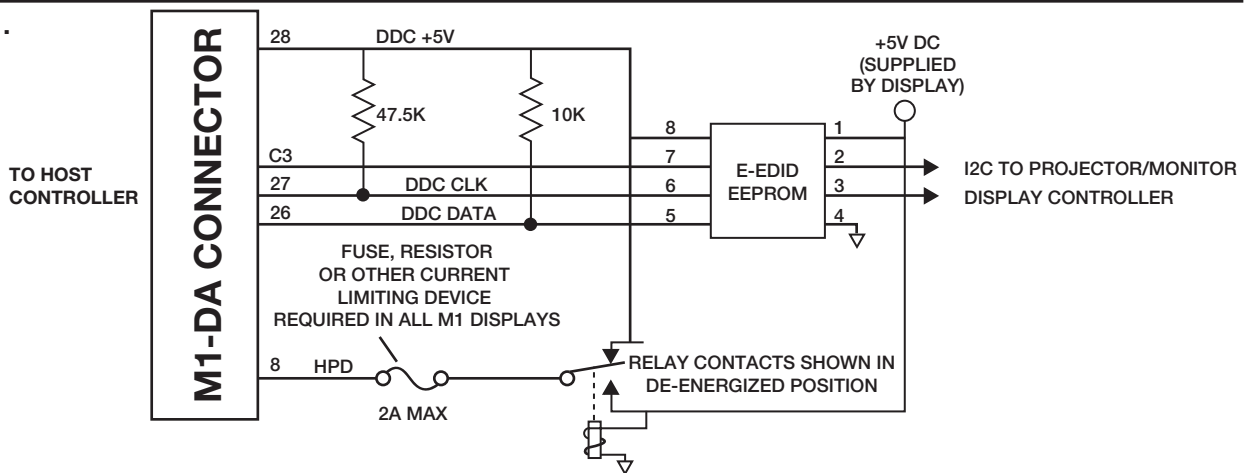 .
M1-DA CONNECTOR
TO HOST
CONTROLLER
28 DDC +5V
47.5K
10K
+5V DC
(SUPPLIED
BY DISPLAY)
C3
27 DDC CLK
26 DDC DATA
8
7
6
5
E-EDID
EEPROM
1
2
3
4
I2C TO PROJECTOR/MONITOR
DISPLAY CONTROLLER
FUSE, RESISTOR
OR OTHER CURRENT
LIMITING DEVICE
REQUIRED IN ALL M1 DISPLAYS
8 HPD
2A MAX
RELAY CONTACTS SHOWN IN
DE-ENERGIZED POSITION